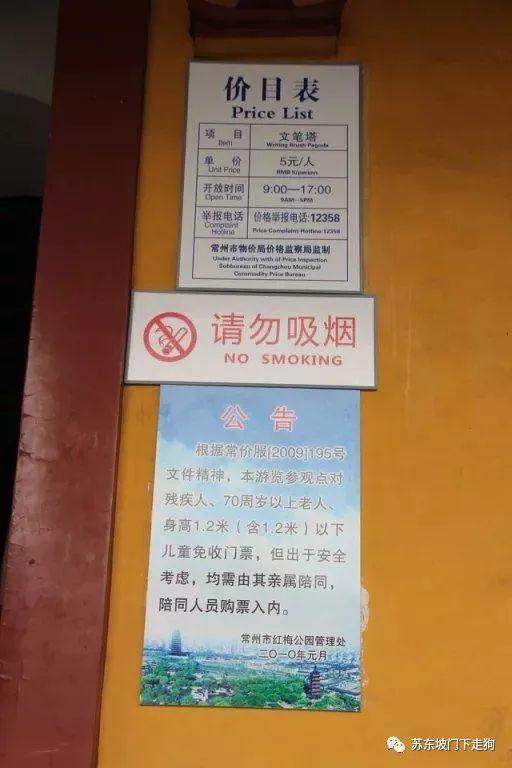 价目表
Price List
项目 文笔塔
Item Writing Brush Pagoda
单价 5元/人
Unit Price RMB 5/person
开放时间 9:00—17:00
Open Time 9AM—5PM
举报电话 价格举报电话:12358
Complaint Hotline Price Complaint Hotline 12358
常州市物价局价格监察局监制
Under Authority with of Price Inspection
Subbureau of Changzhou Municipal
Commodity Price Bureau
请勿吸烟
NO SMOKING
公告
根据常价服[2009]195号
文件精神，本游览参观点对
残疾人、70周岁以上老人、
身高1.2米（含1.2米）以下
儿童免收门票，但出于安全
考虑，均需由其亲属陪同，
陪同人员购票入内。
常州市红梅公园管理处
二〇一〇年元月
苏东坡门下走狗